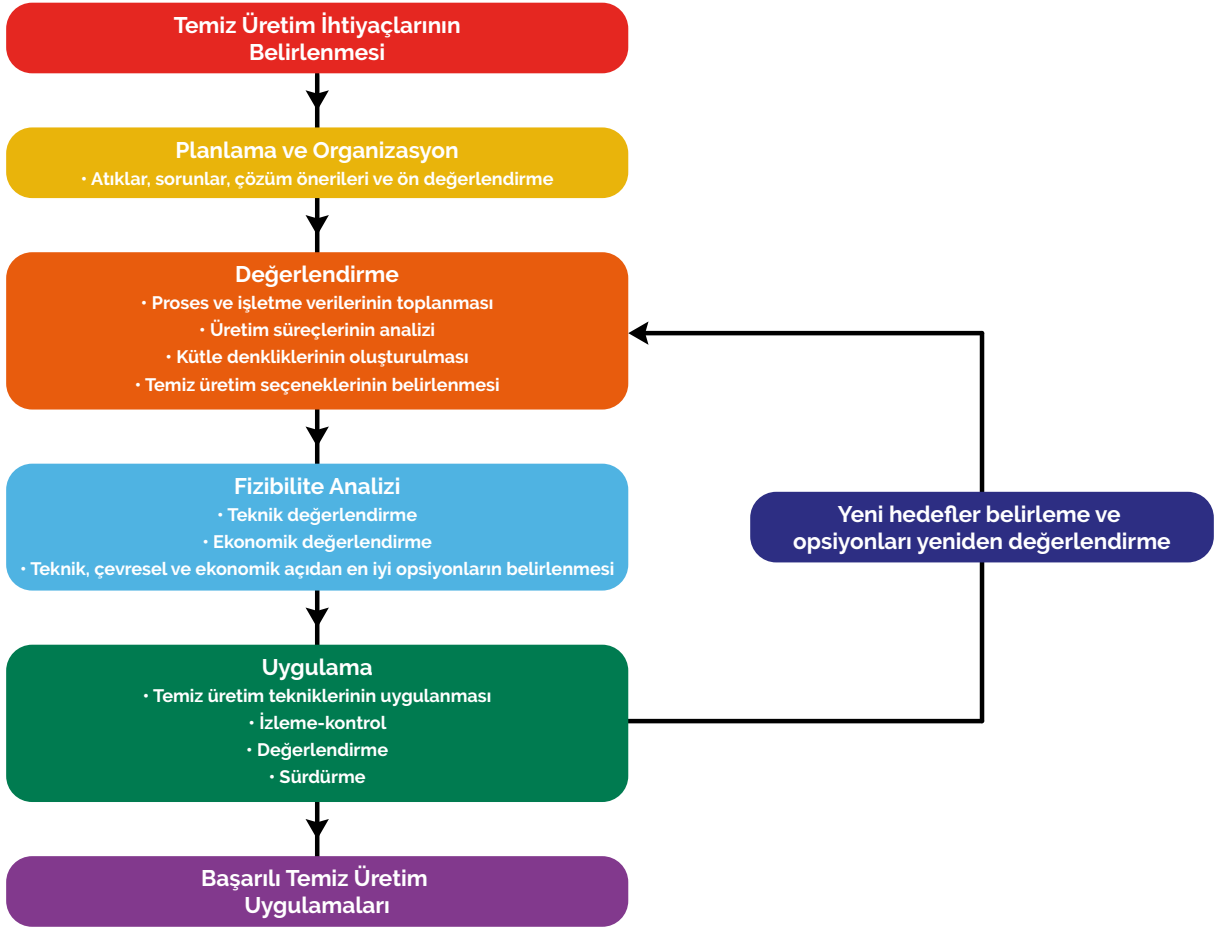 Temiz Üretim İhtiyaçlarının
Belirlenmesi
Planlama ve Organizasyon
• Atıklar, sorunlar, çözüm önerileri ve ön değerlendirme
Değerlendirme
• Proses ve işletme verilerinin toplanması
• Üretim süreçlerinin analizi
• Kütle denkliklerinin oluşturulması
• Temiz üretim seçeneklerinin belirlenmesi
Fizibilite Analizi
• Teknik değerlendirme
• Ekonomik değerlendirme
• Teknik, çevresel ve ekonomik açıdan en iyi opsiyonların belirlenmesi
Yeni hedefler belirleme ve
opsiyonları yeniden değerlendirme
Uygulama
• Temiz üretim tekniklerinin uygulanması
• İzleme-kontrol
• Değerlendirme
• Sürdürme
Başarılı Temiz Üretim
Uygulamaları